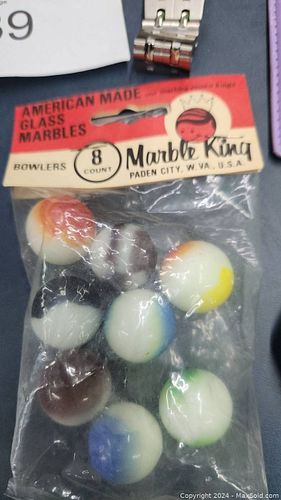 39
AMERICAN MADE
GLASS
MARBLES
BOWLERS
8
COUNT
Marble King
PADEN CITY, W. VA., U.S.A.
Copyright 2024 - MaxSold.com